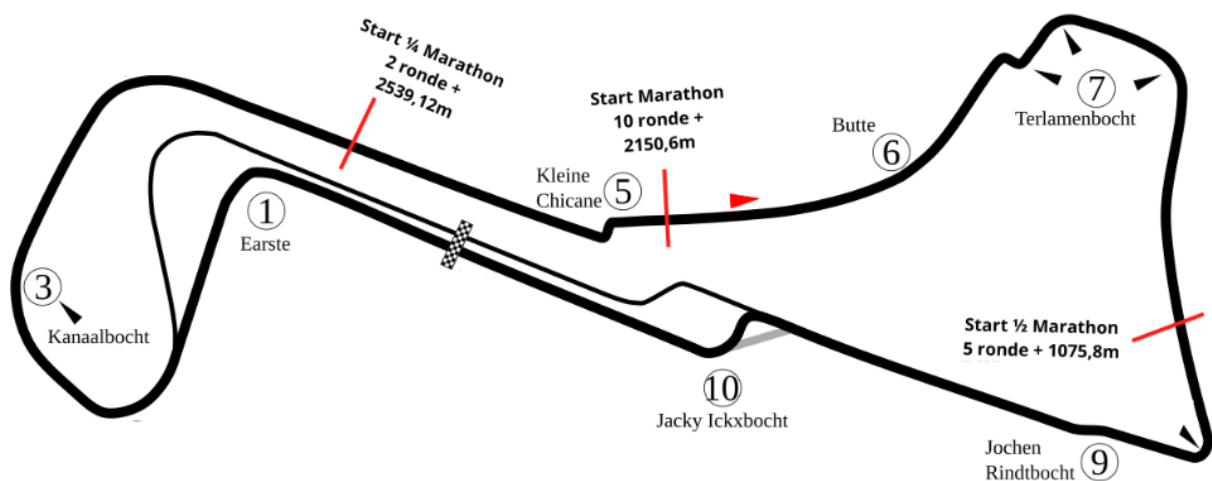 Start ¼ Marathon
2 ronde +
2539,12m
Start Marathon
10 ronde +
2150,6m
Butte
6
7
Terlamenbocht
Kleine
Chicane
5
1
Earste
3
Kanaalbocht
Start ½ Marathon
5 ronde + 1075,8m
10
Jacky Ickxbocht
Jochen
Rindtbocht
9